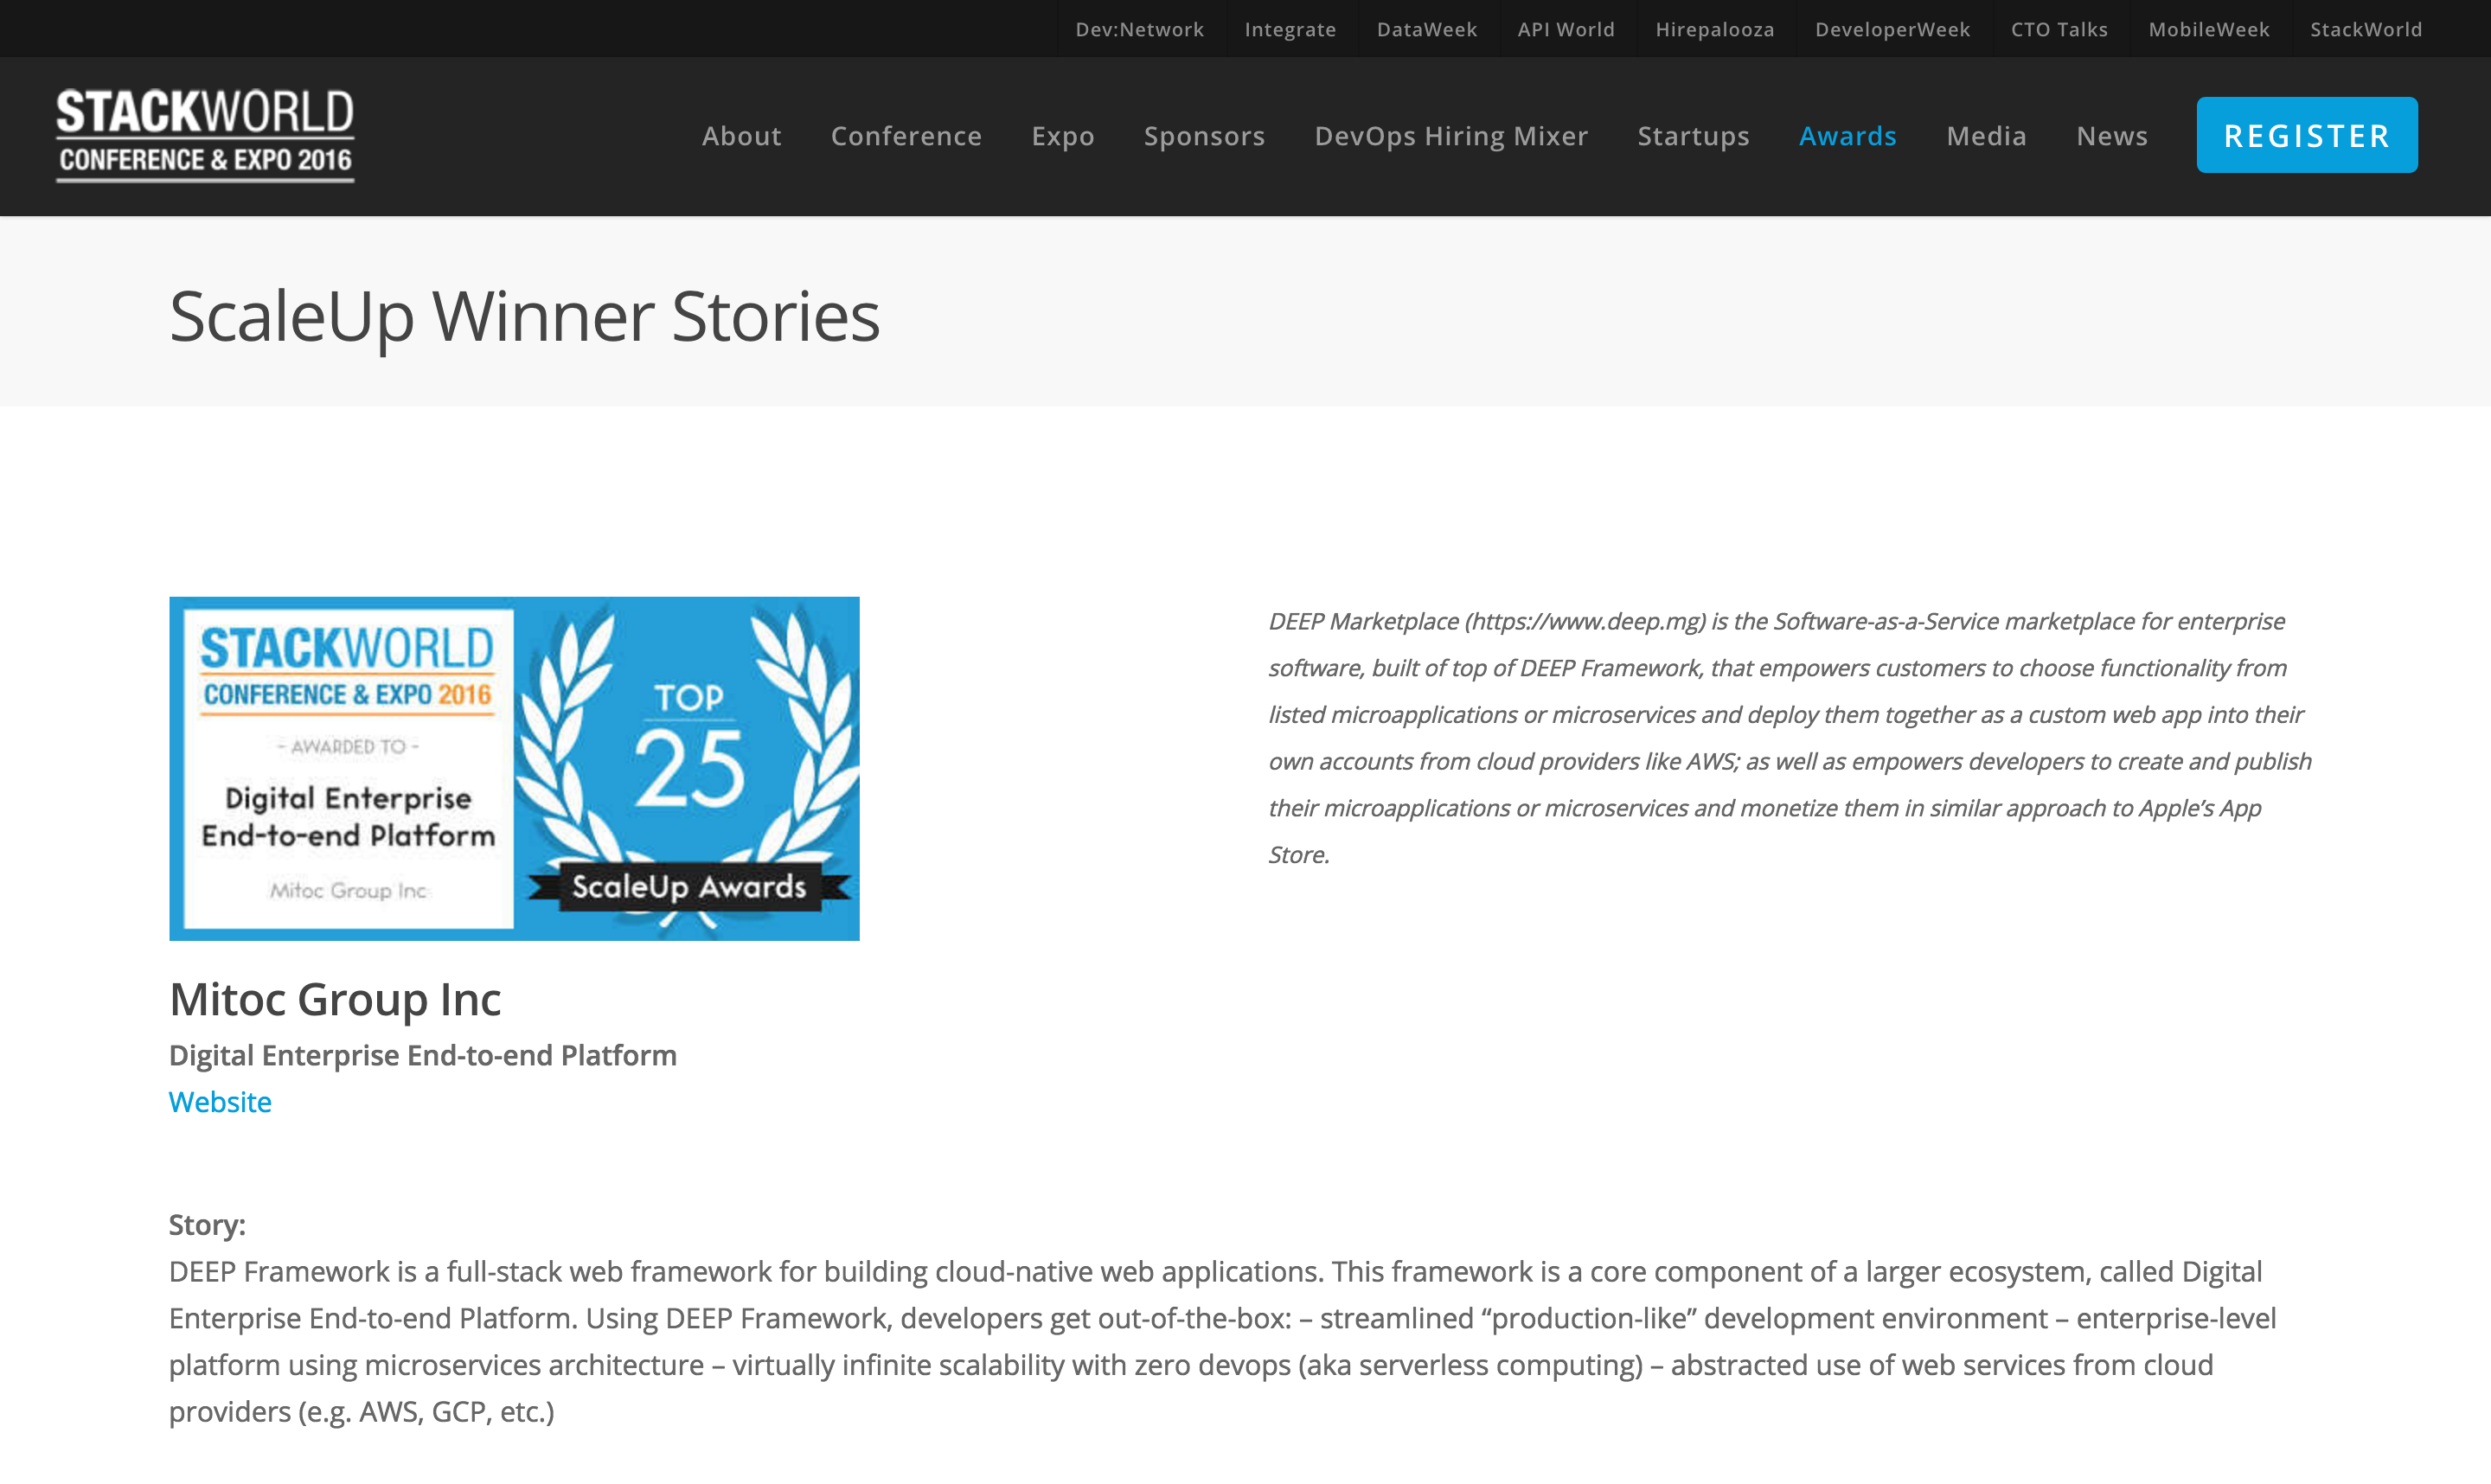 Dev:Network Integrate DataWeek API World Hirepalooza DeveloperWeek CTO Talks MobileWeek StackWorld
STACKWORLD
CONFERENCE & EXPO 2016
About Conference Expo Sponsors DevOps Hiring Mixer Startups Awards Media News REGISTER
ScaleUp Winner Stories
STACKWORLD
CONFERENCE & EXPO 2016
- AWARDED TO -
Digital Enterprise
End-to-end Platform
Mitoc Group Inc
TOP
25
ScaleUp Awards
DEEP Marketplace (https://www.deep.mg) is the Software-as-a-Service marketplace for enterprise
software, built of top of DEEP Framework, that empowers customers to choose functionality from
listed microapplications or microservices and deploy them together as a custom web app into their
own accounts from cloud providers like AWS; as well as empowers developers to create and publish
their microapplications or microservices and monetize them in similar approach to Apple’s App
Store.
Mitoc Group Inc
Digital Enterprise End-to-end Platform
Website
Story:
DEEP Framework is a full-stack web framework for building cloud-native web applications. This framework is a core component of a larger ecosystem, called Digital
Enterprise End-to-end Platform. Using DEEP Framework, developers get out-of-the-box: – streamlined “production-like” development environment – enterprise-level
platform using microservices architecture – virtually infinite scalability with zero devops (aka serverless computing) – abstracted use of web services from cloud
providers (e.g. AWS, GCP, etc.)